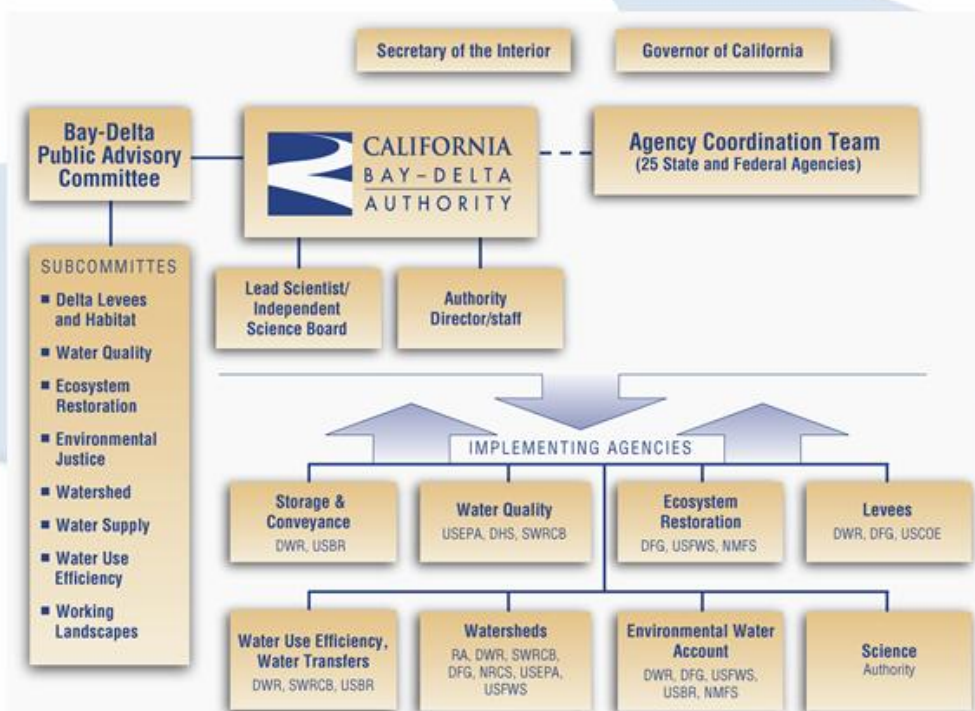 Secretary of the Interior
Governor of California
Bay-Delta
Public Advisory
Committee
CALIFORNIA
BAY-DELTA
AUTHORITY
Agency Coordination Team
(25 State and Federal Agencies)
SUBCOMMITTES
■ Delta Levees
and Habitat
■ Water Quality
■ Ecosystem
Restoration
■ Environmental
Justice
■ Watershed
■ Water Supply
■ Water Use
Efficiency
■ Working
Landscapes
Lead Scientist/
Independent
Science Board
Authority
Director/staff
IMPLEMENTING AGENCIES
Storage &
Conveyance
DWR, USBR
Water Quality
USEPA, DHS, SWRCB
Ecosystem
Restoration
DFG, USFWS, NMFS
Levees
DWR, DFG, USCOE
Water Use Efficiency,
Water Transfers
DWR, SWRCB, USBR
Watersheds
RA, DWR, SWRCB,
DFG, NRCS, USEPA,
USFWS
Environmental Water
Account
DWR, DFG, USFWS,
USBR, NMFS
Science
Authority